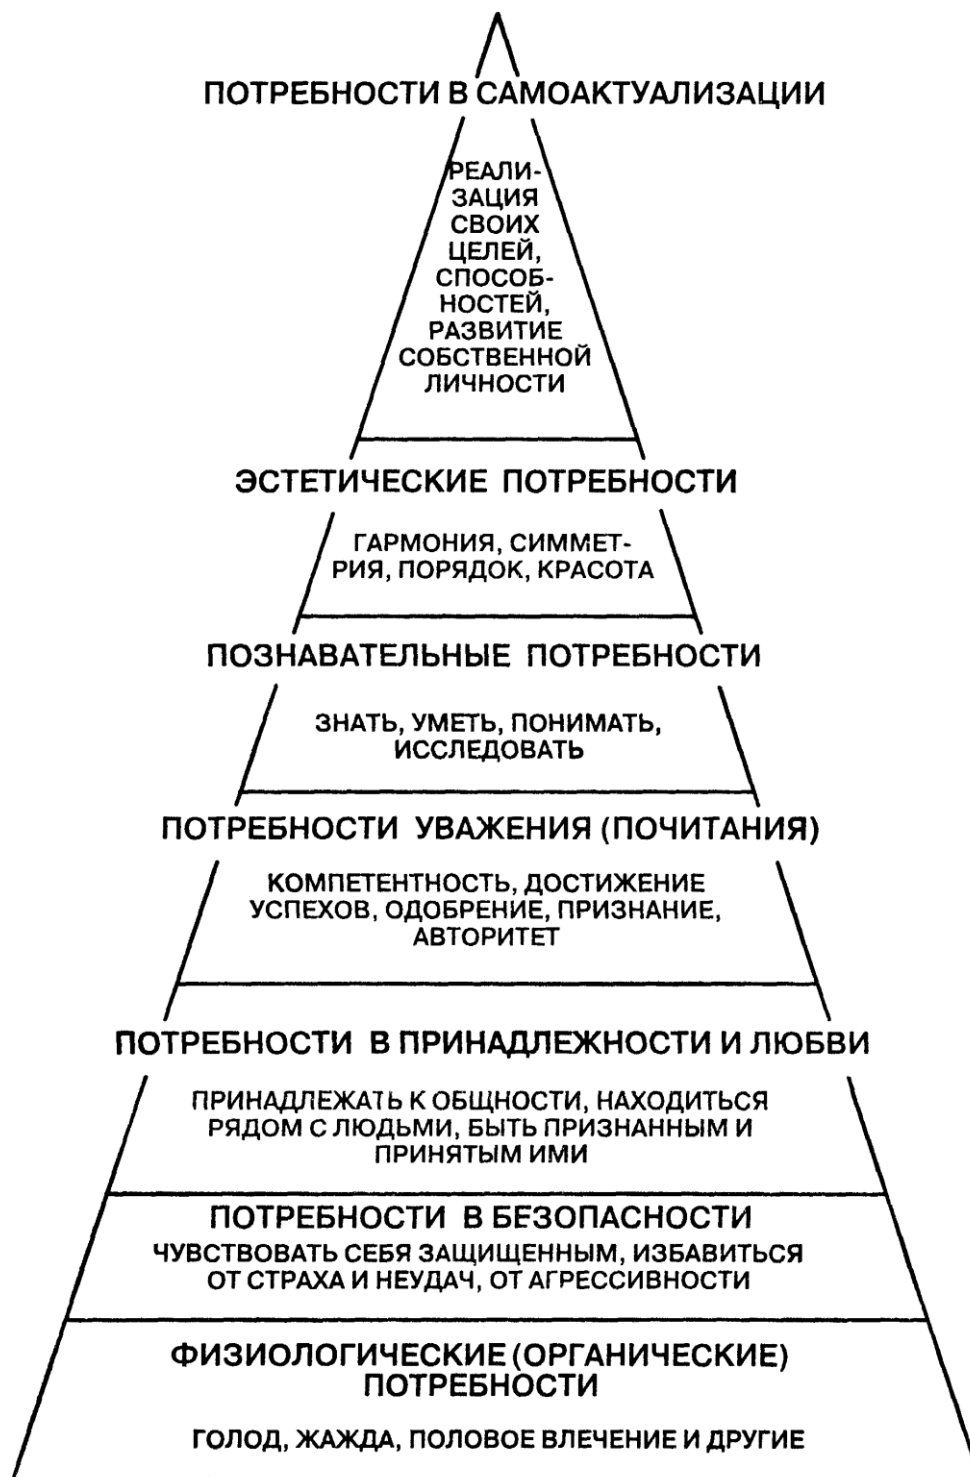 ПОТРЕБНОСТИ В САМОАКТУАЛИЗАЦИИ
РЕАЛИ-
ЗАЦИЯ
СВОИХ
ЦЕЛЕЙ,
СПОСОБ-
НОСТЕЙ,
РАЗВИТИЕ
СОБСТВЕННОЙ
ЛИЧНОСТИ
ЭСТЕТИЧЕСКИЕ ПОТРЕБНОСТИ
ГАРМОНИЯ, СИММЕТ-
РИЯ, ПОРЯДОК, КРАСОТА
ПОЗНАВАТЕЛЬНЫЕ ПОТРЕБНОСТИ
ЗНАТЬ, УМЕТЬ, ПОНИМАТЬ,
ИССЛЕДОВАТЬ
ПОТРЕБНОСТИ УВАЖЕНИЯ (ПОЧИТАНИЯ)
КОМПЕТЕНТНОСТЬ, ДОСТИЖЕНИЕ
УСПЕХОВ, ОДОБРЕНИЕ, ПРИЗНАНИЕ,
АВТОРИТЕТ
ПОТРЕБНОСТИ В ПРИНАДЛЕЖНОСТИ И ЛЮБВИ
ПРИНАДЛЕЖАТЬ К ОБЩНОСТИ, НАХОДИТЬСЯ
РЯДОМ С ЛЮДЬМИ, БЫТЬ ПРИЗНАННЫМ И
ПРИНЯТЫМ ИМИ
ПОТРЕБНОСТИ В БЕЗОПАСНОСТИ
ЧУВСТВОВАТЬ СЕБЯ ЗАЩИЩЕННЫМ, ИЗБАВИТЬСЯ
ОТ СТРАХА И НЕУДАЧ, ОТ АГРЕССИВНОСТИ
ФИЗИОЛОГИЧЕСКИЕ (ОРГАНИЧЕСКИЕ)
ПОТРЕБНОСТИ
ГОЛОД, ЖАЖДА, ПОЛОВОЕ ВЛЕЧЕНИЕ И ДРУГИЕ